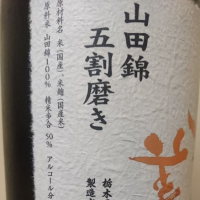 山田錦
五割磨き
原材料名 米(国産)、米麹(国産米)
原料米 山田錦100% 精米歩合50%
アルコール分
栃木
製造